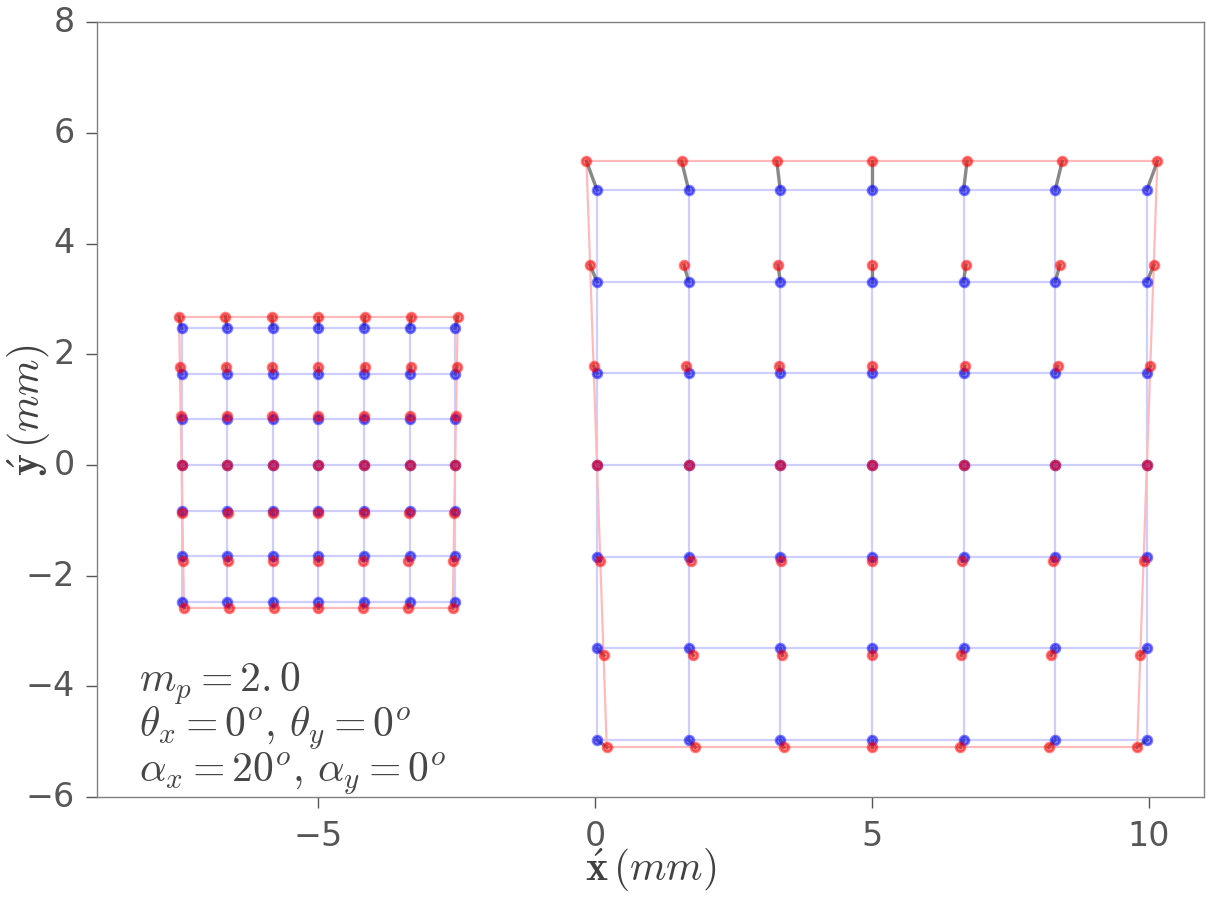 8
6
4
2
0
−2
−4
−6
ý (mm)
m_p = 2.0
θ_x = 0^o, θ_y = 0^o
α_x = 20^o, α_y = 0^o
−5 0 5 10
x́ (mm)